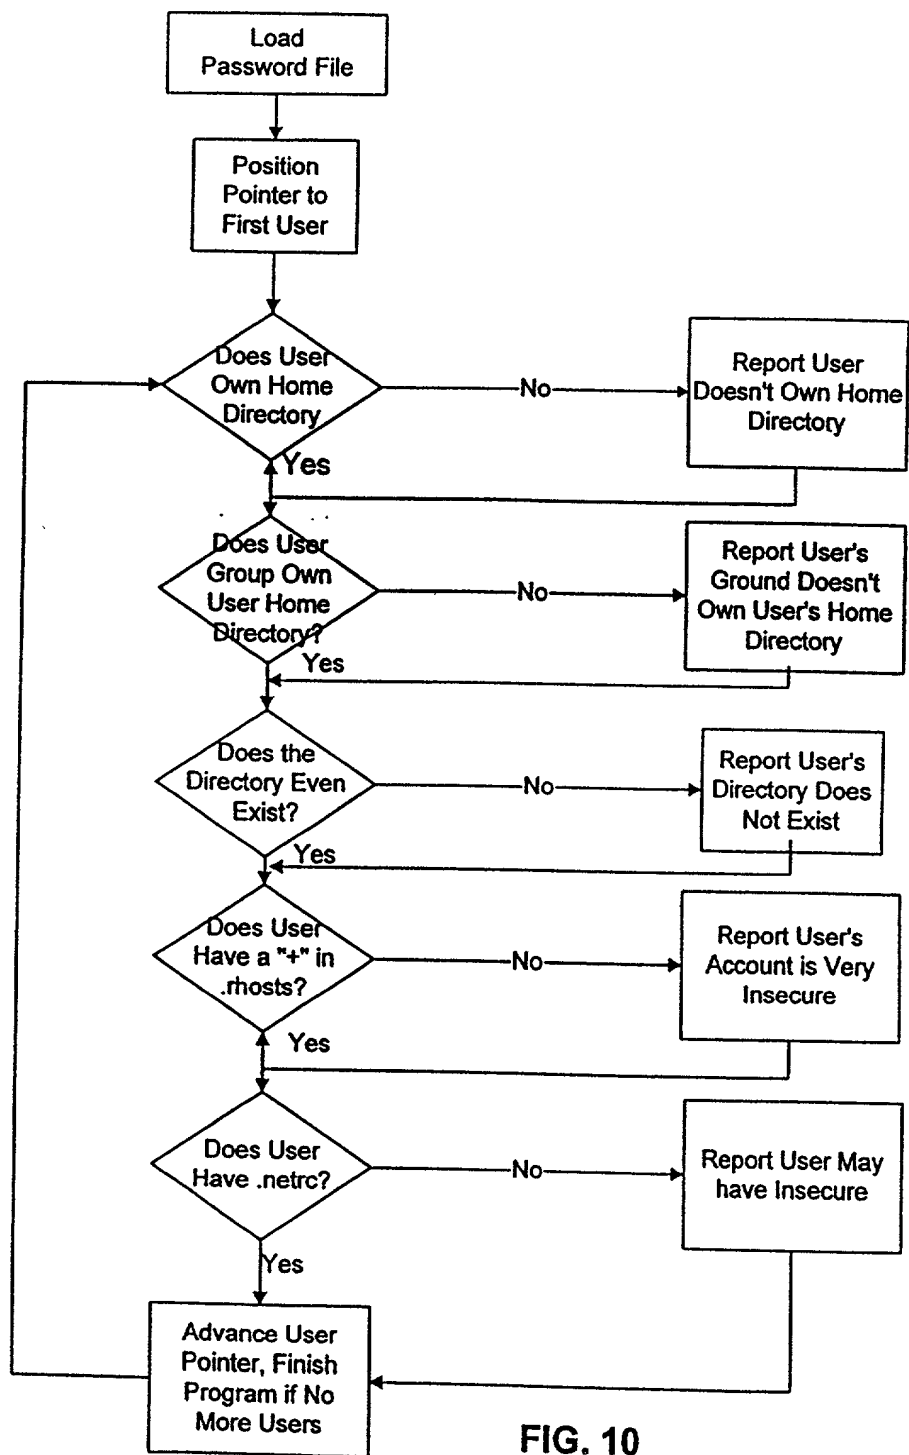 Load
Password File
Position
Pointer to
First User
Does User
Own Home
Directory
No
Report User
Doesn't Own Home
Directory
Yes
Does User
Group Own
User Home
Directory?
No
Report User's
Ground Doesn't
Own User's Home
Directory
Yes
Does the
Directory Even
Exist?
No
Report User's
Directory Does
Not Exist
Yes
Does User
Have a "+" in
.rhosts?
No
Report User's
Account is Very
Insecure
Yes
Does User
Have .netrc?
No
Report User May
have Insecure
Yes
Advance User
Pointer, Finish
Program if No
More Users
FIG. 10